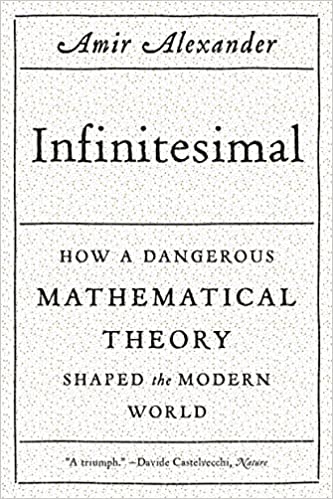 Amir Alexander
Infinitesimal
HOW A DANGEROUS
MATHEMATICAL
THEORY
SHAPED the MODERN
WORLD
"A triumph." —Davide Castelvecchi, Nature